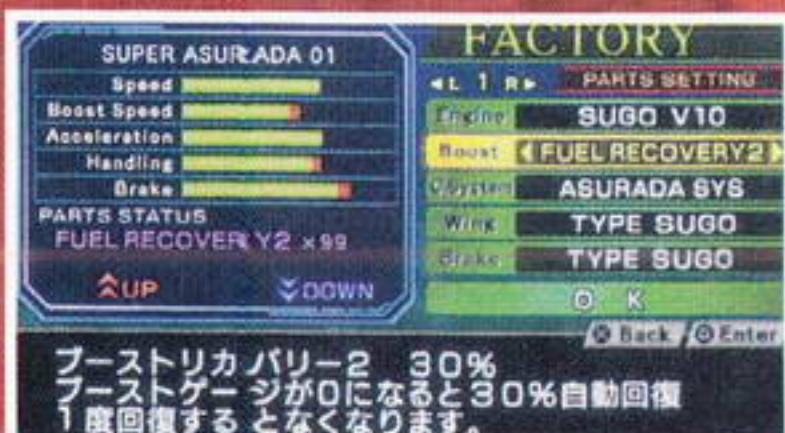 SUPER ASURADA 01
Speed
Boost Speed
Acceleration
Handling
Brake
PARTS STATUS
FUEL RECOVERY2 ×99
UP
DOWN
FACTORY
L 1 R PARTS SETTING
Engine SUGO V10
Boost FUEL RECOVERY2
C.System ASURADA SYS
Wing TYPE SUGO
Brake TYPE SUGO
O K
Back Enter
ブーストリカバリー2 30%
ブーストゲージが0になると30%自動回復
1度回復するとなくなります。